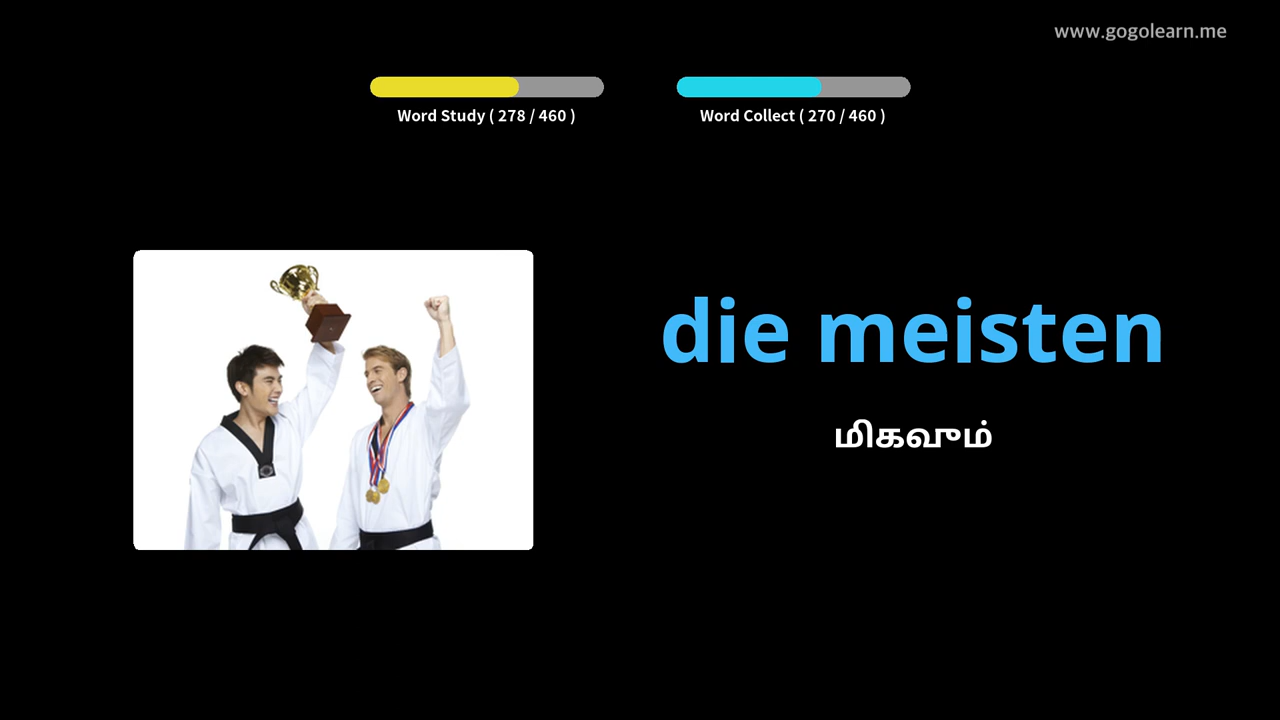 www.gogolearn.me
Word Study ( 278 / 460 )
Word Collect ( 270 / 460 )
die meisten
மிகவும்